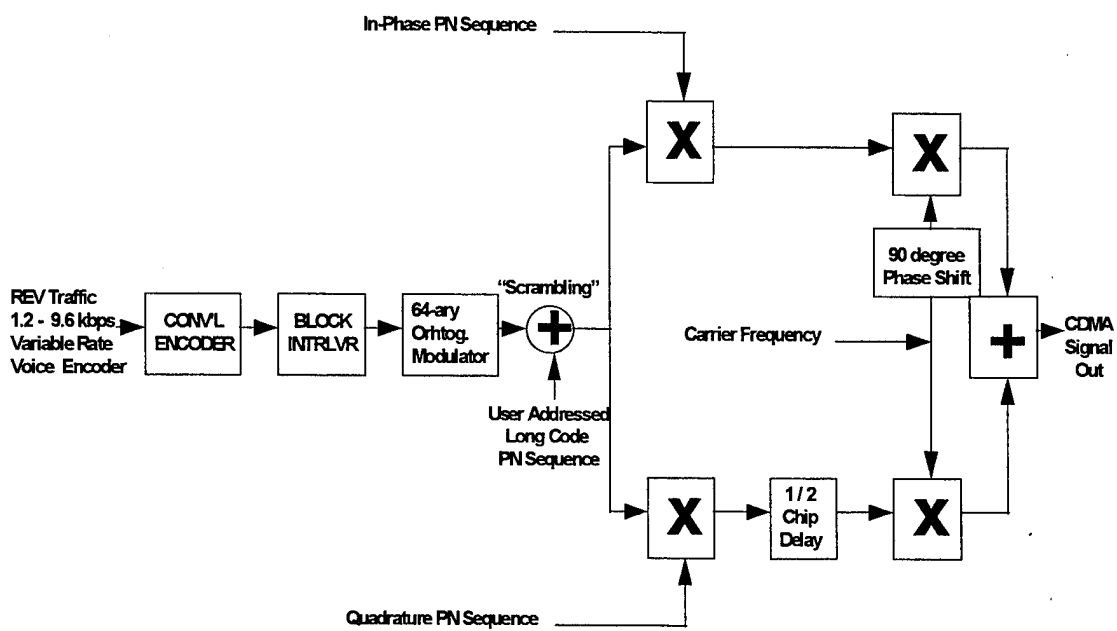 In-Phase PN Sequence
X
X
90 degree
Phase Shift
"Scrambling"
REV Traffic
1.2 - 9.6 kbps
Variable Rate
Voice Encoder
CONV'L
ENCODER
BLOCK
INTRLVR
64-ary
Orhtog.
Modulator
+
Carrier Frequency
+
CDMA
Signal
Out
User Addressed
Long Code
PN Sequence
X
1 / 2
Chip
Delay
X
Quadrature PN Sequence